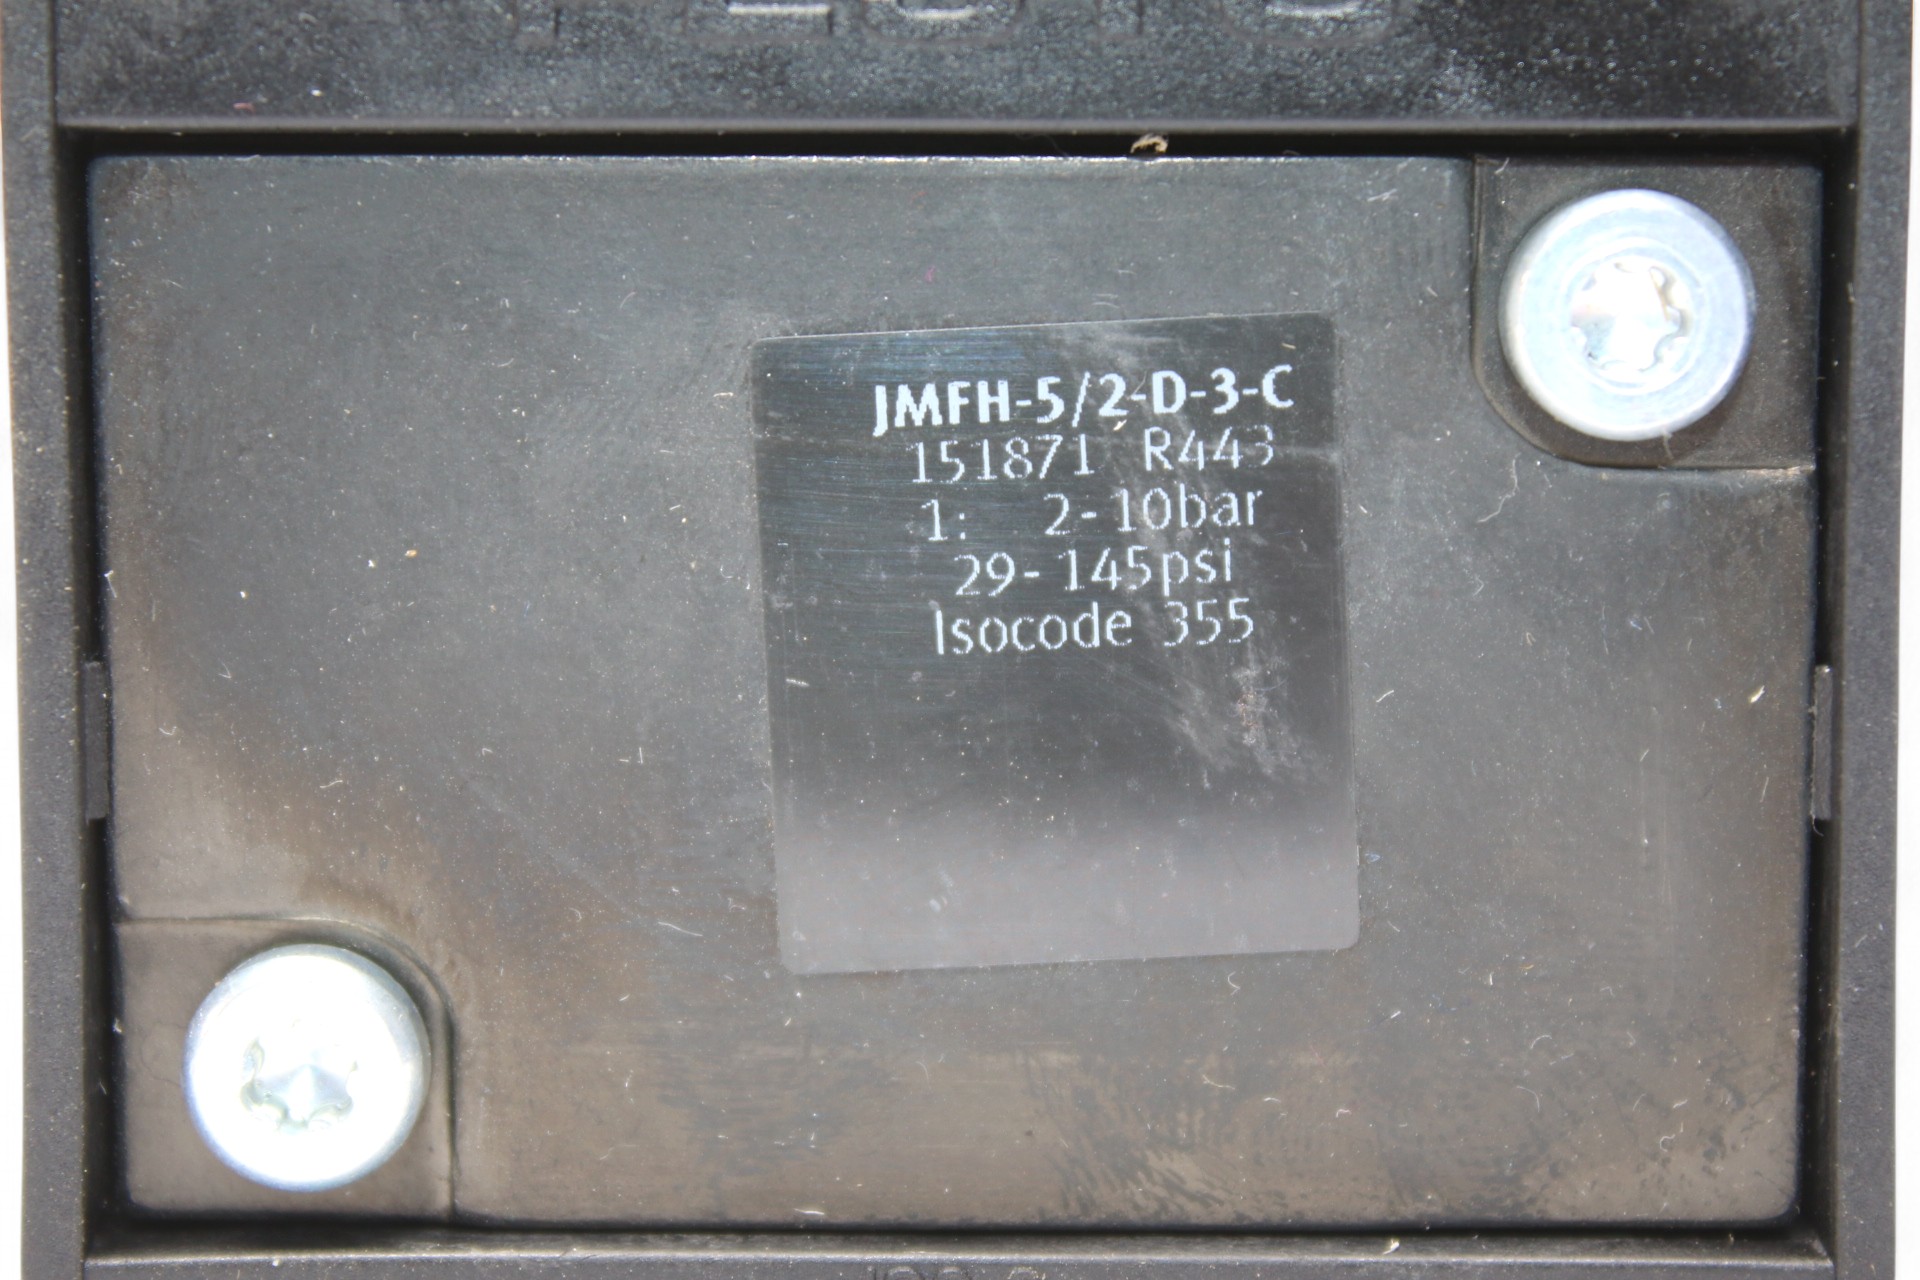 JMFH-5/2-D-3-C
151871 R443
1: 2-10bar
29-145psi
Isocode 355